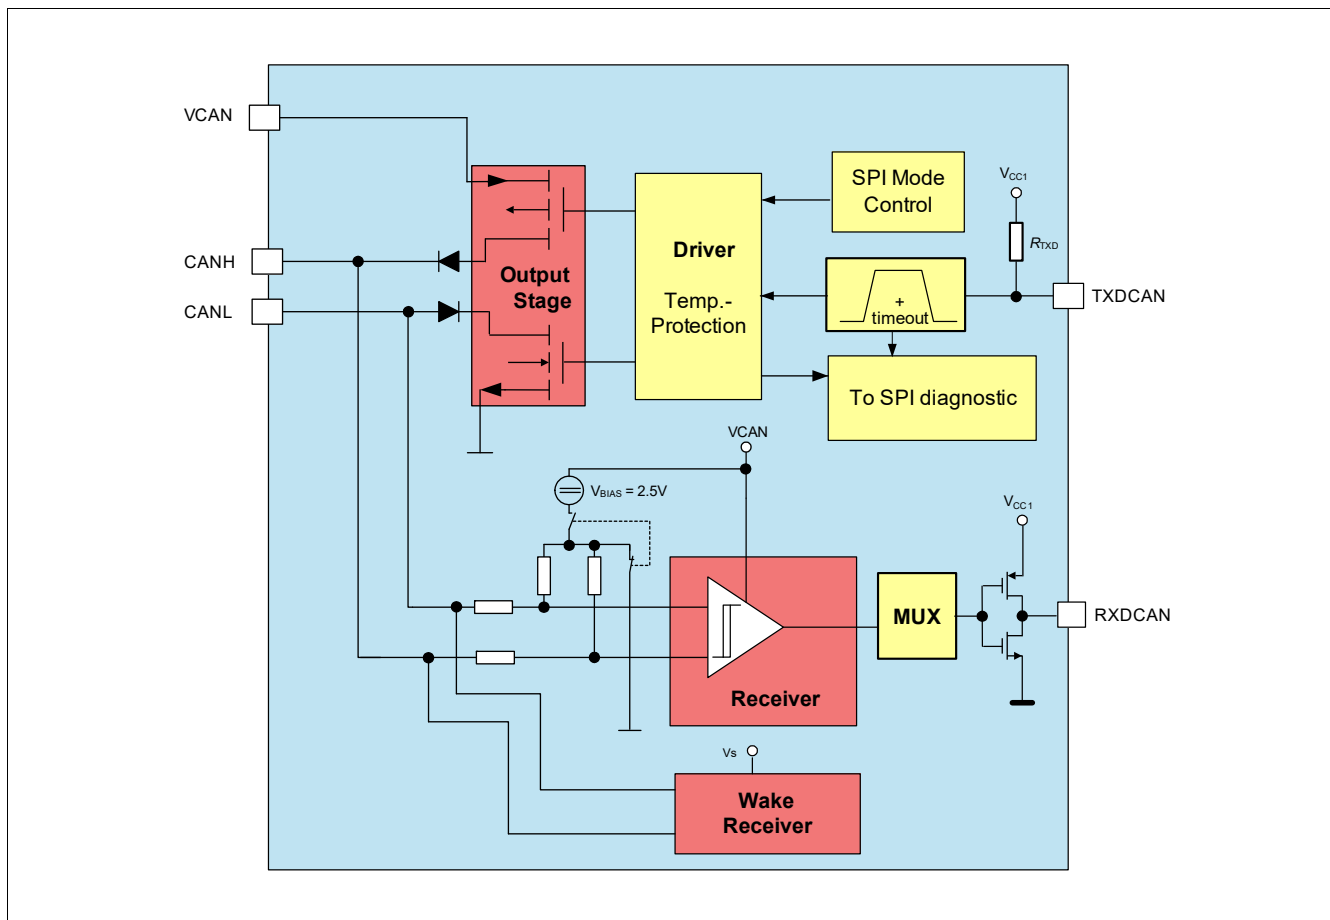 VCAN
SPI Mode
Control
VCC1
RTXD
CANH
Driver
Output
Stage
CANL
Temp.-
Protection
+
timeout
TXDCAN
To SPI diagnostic
VCAN
VBIAS = 2.5V
VCC1
MUX
RXDCAN
Receiver
Vs
Wake
Receiver